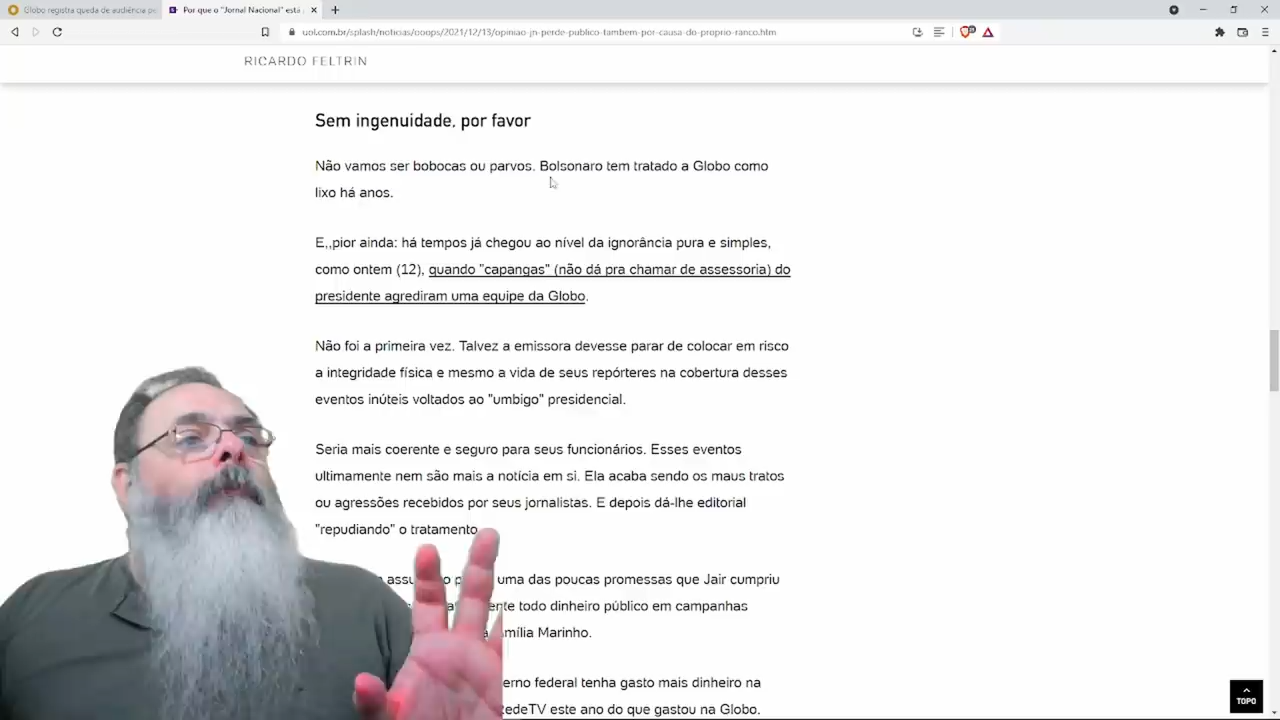 Globo registra queda de audiência pe
Por que o "Jornal Nacional" está
uol.com.br/splash/noticias/ooops/2021/12/13/opiniao-jn-perde-publico-tambem-por-causa-do-proprio-ranco.htm
RICARDO FELTRIN
Sem ingenuidade, por favor
Não vamos ser bobocas ou parvos. Bolsonaro tem tratado a Globo como
lixo há anos.
E,,pior ainda: há tempos já chegou ao nível da ignorância pura e simples,
como ontem (12), quando "capangas" (não dá pra chamar de assessoria) do
presidente agrediram uma equipe da Globo.
Não foi a primeira vez. Talvez a emissora devesse parar de colocar em risco
a integridade física e mesmo a vida de seus repórteres na cobertura desses
eventos inúteis voltados ao "umbigo" presidencial.
Seria mais coerente e seguro para seus funcionários. Esses eventos
ultimamente nem são mais a notícia em si. Ela acaba sendo os maus tratos
ou agressões recebidos por seus jornalistas. E depois dá-lhe editorial
"repudiando" o tratamento.
uma das poucas promessas que Jair cumpriu
todo dinheiro público em campanhas
Marinho.
federal tenha gasto mais dinheiro na
RedeTV este ano do que gastou na Globo.
TOPO